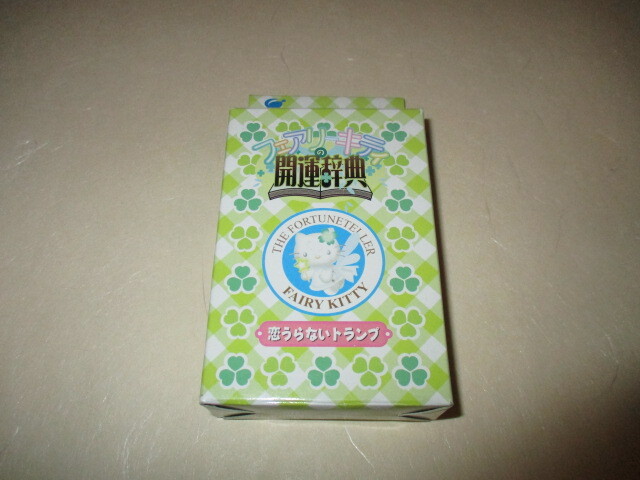 フェアリーキティ
の
開運辞典
THE FORTUNETELLER
FAIRY KITTY
恋うらないトランプ